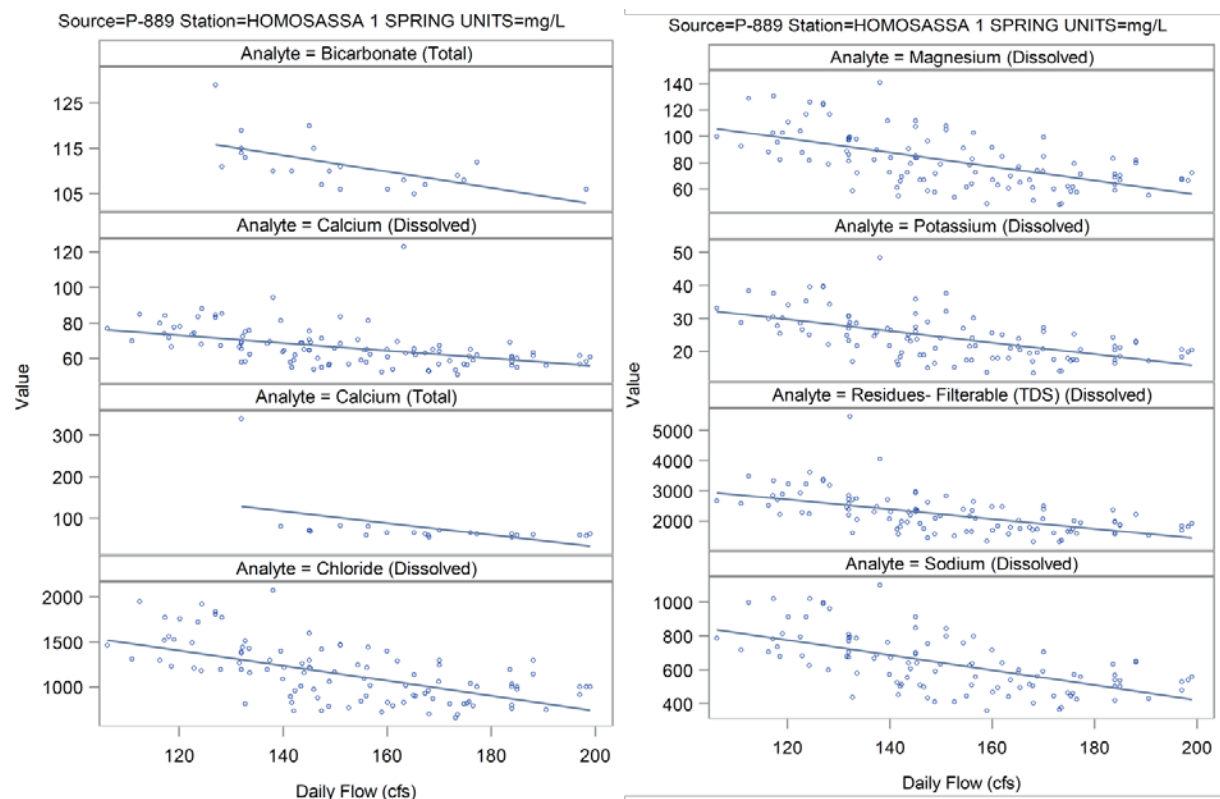 Source=P-889 Station=HOMOSASSA 1 SPRING UNITS=mg/L
Analyte = Bicarbonate (Total)
125
115
105
Analyte = Calcium (Dissolved)
120
100
80
60
Value
Analyte = Calcium (Total)
300
200
100
Analyte = Chloride (Dissolved)
2000
1500
1000
120 140 160 180 200
Daily Flow (cfs)
Source=P-889 Station=HOMOSASSA 1 SPRING UNITS=mg/L
Analyte = Magnesium (Dissolved)
140
120
100
80
60
Analyte = Potassium (Dissolved)
50
40
30
20
Value
Analyte = Residues- Filterable (TDS) (Dissolved)
5000
4000
3000
2000
Analyte = Sodium (Dissolved)
1000
800
600
400
120 140 160 180 200
Daily Flow (cfs)